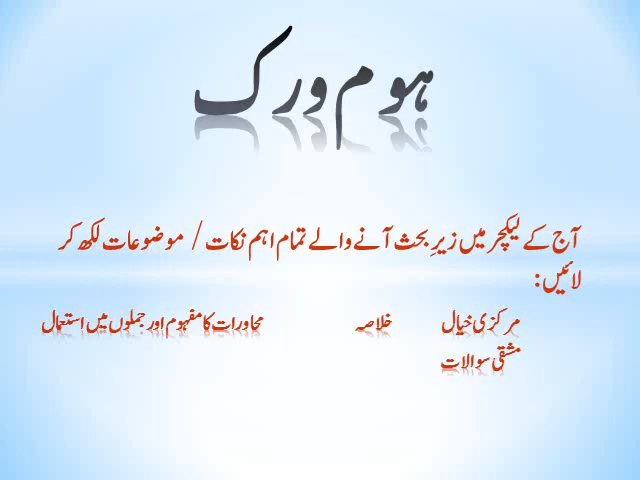 ہوم ورک
آج کے لیکچر میں زیرِ بحث آنے والے تمام اہم نکات / موضوعات لکھ کر
لائیں:
مرکزی خیال خلاصہ محاورات کا مفہوم اور جملوں میں استعمال
مشقی سوالات